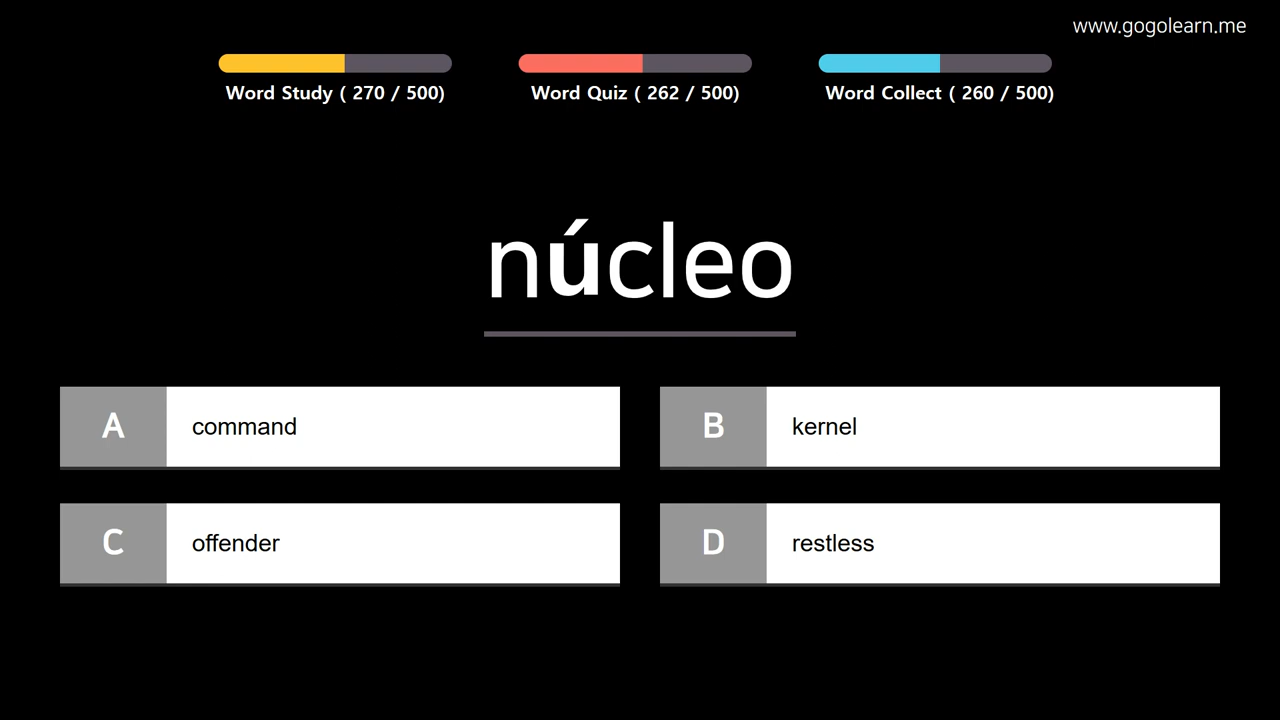 www.gogolearn.me
Word Study ( 270 / 500)
Word Quiz ( 262 / 500)
Word Collect ( 260 / 500)
núcleo
A command
B kernel
C offender
D restless